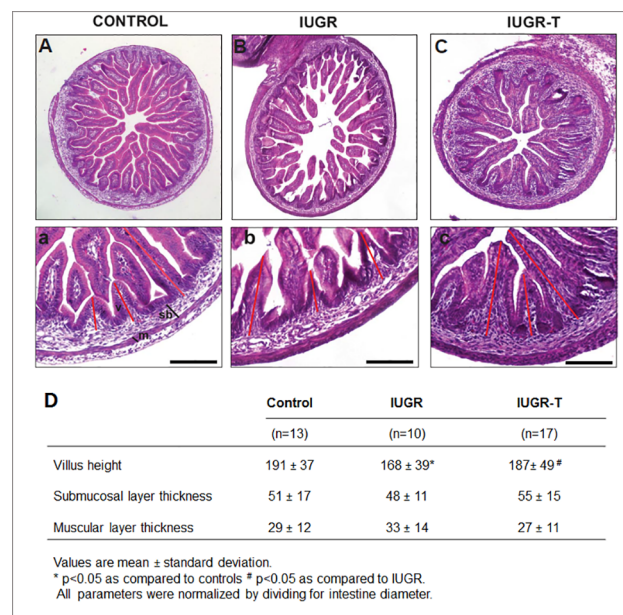 CONTROL IUGR IUGR-T
A B C
a b c
v sb
m
D
Control IUGR IUGR-T
(n=13) (n=10) (n=17)
Villus height 191 ± 37 168 ± 39* 187± 49 #
Submucosal layer thickness 51 ± 17 48 ± 11 55 ± 15
Muscular layer thickness 29 ± 12 33 ± 14 27 ± 11
Values are mean ± standard deviation.
* p<0.05 as compared to controls # p<0.05 as compared to IUGR.
All parameters were normalized by dividing for intestine diameter.